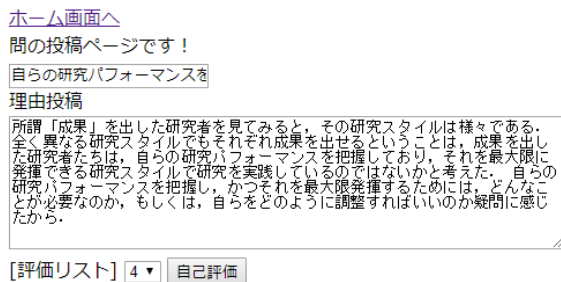 ホーム画面へ
問の投稿ページです！
自らの研究パフォーマンスを
理由投稿
所謂「成果」を出した研究者を見てみると，その研究スタイルは様々である．
全く異なる研究スタイルでもそれぞれ成果を出せるということは，成果を出し
た研究者たちは，自らの研究パフォーマンスを把握しており，それを最大限に
発揮できる研究スタイルで研究を実践しているのではないかと考えた． 自らの
研究パフォーマンスを把握し，かつそれを最大限発揮するためには，どんなこ
とが必要なのか，もしくは，自らをどのように調整すればいいのか疑問に感じ
たから．
[評価リスト] 4 自己評価